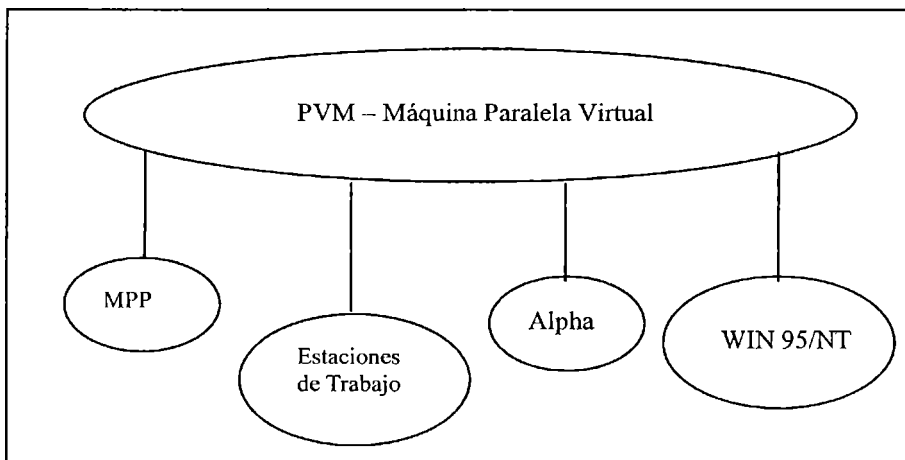 PVM – Máquina Paralela Virtual
MPP
Estaciones
de Trabajo
Alpha
WIN 95/NT